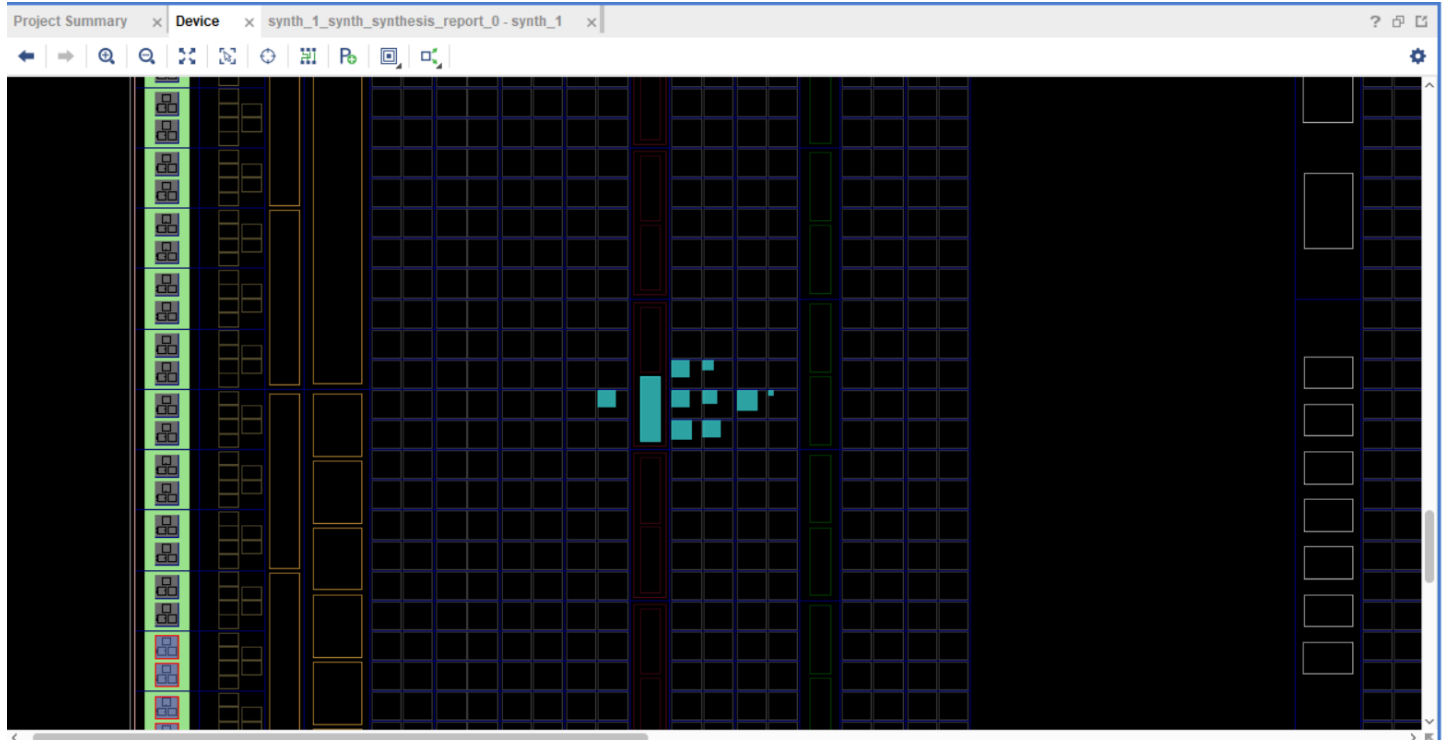 Project Summary × Device × synth_1_synth_synthesis_report_0 - synth_1 ×
?